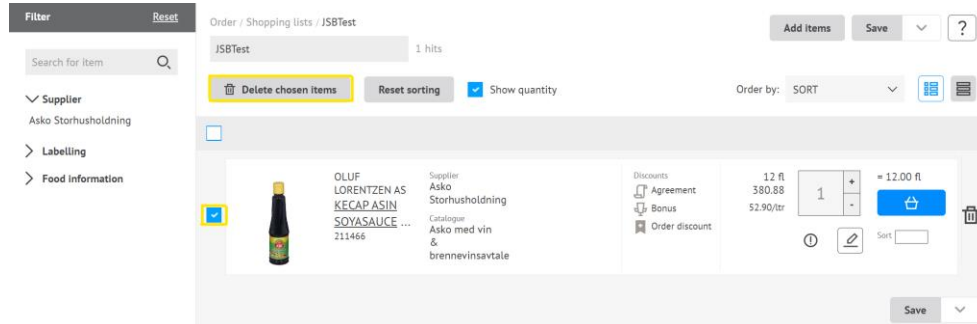 Filter Reset
Search for item
Supplier
Asko Storhusholdning
Labelling
Food information
Order / Shopping lists / JSBTest
JSBTest 1 hits
Add items Save ?
Delete chosen items Reset sorting Show quantity Order by: SORT
OLUF
LORENTZEN AS
KECAP ASIN
SOYASAUCE ...
211466
Supplier
Asko
Storhusholdning
Catalogue
Asko med vin
&
brennevinsavtale
Discounts
Agreement
Bonus
Order discount
12 fl
380.88
52.90/ltr
1 + -
= 12.00 fl
Sort
Save